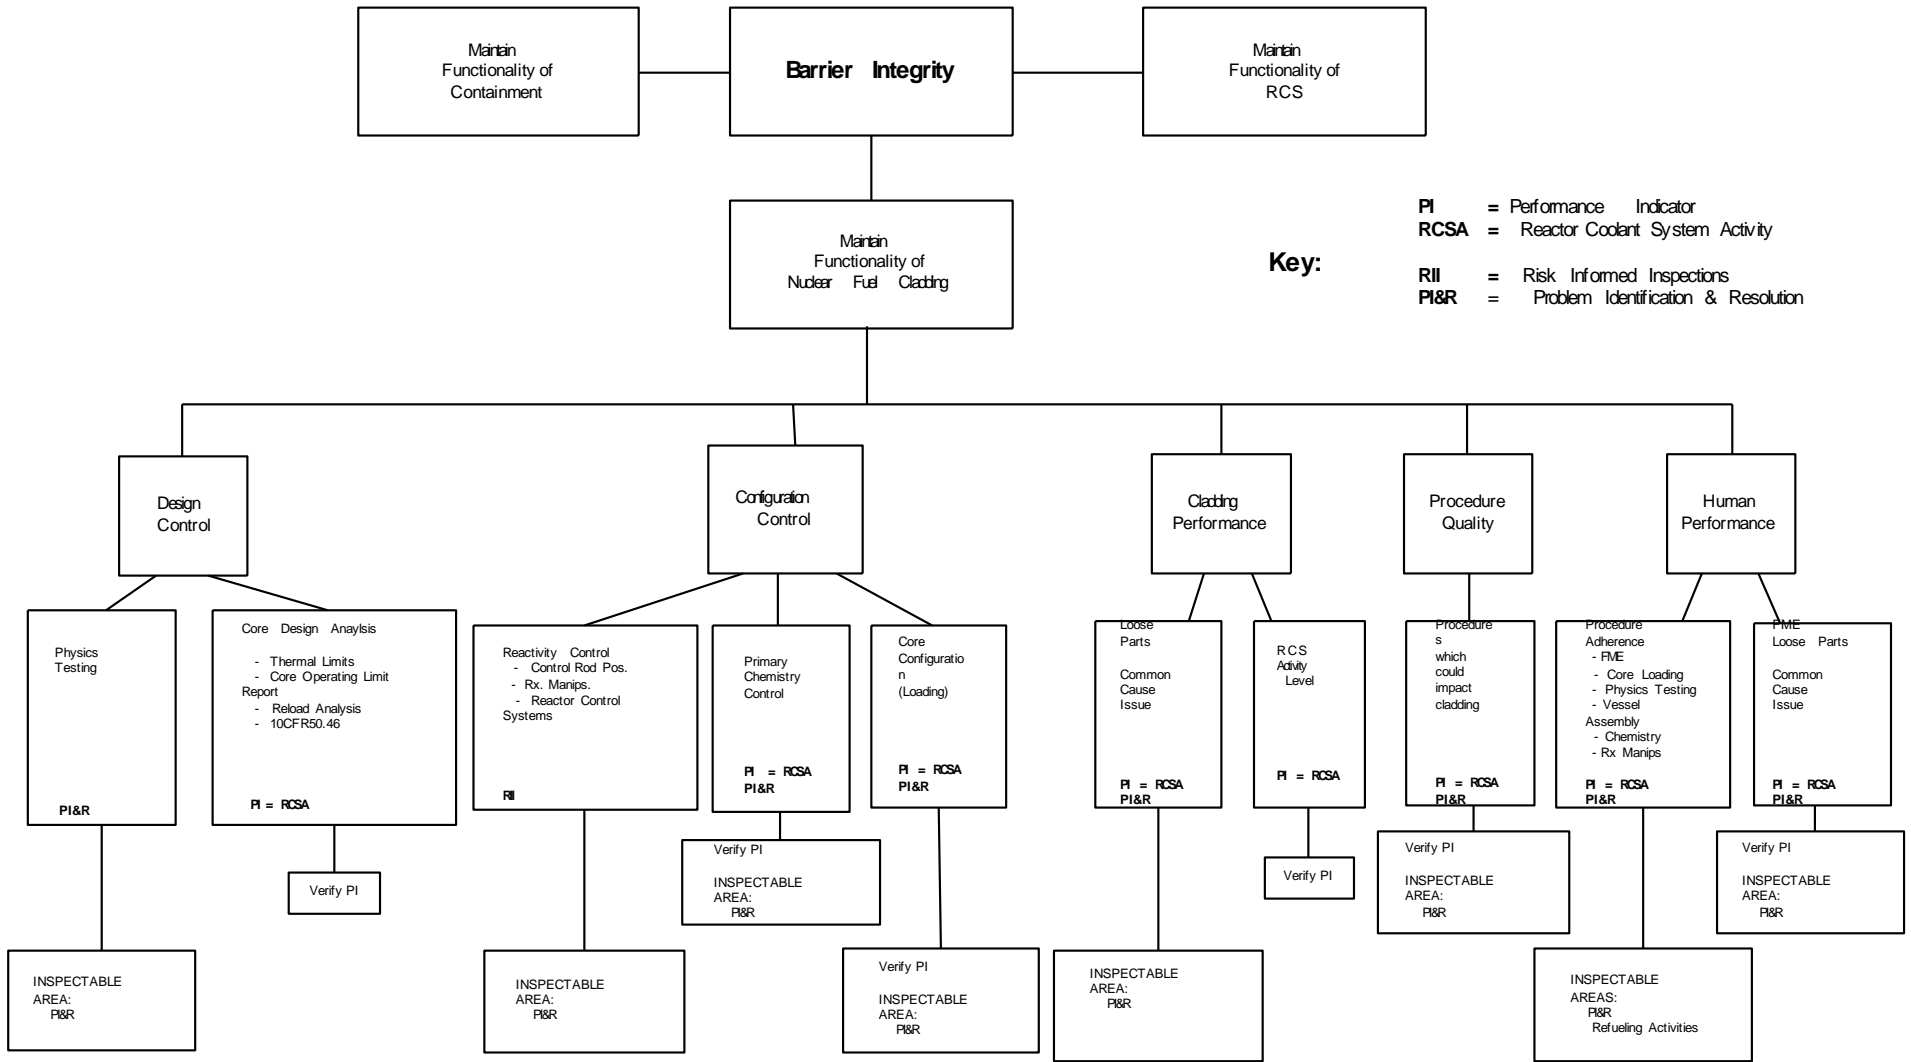 Maintain
Functionality of
Containment
Barrier Integrity
Maintain
Functionality of
RCS
Maintain
Functionality of
Nuclear Fuel Cladding
Key:
PI = Performance Indicator
RCSA = Reactor Coolant System Activity
RII = Risk Informed Inspections
PI&R = Problem Identification & Resolution
Design
Control
Configuration
Control
Cladding
Performance
Procedure
Quality
Human
Performance
Physics
Testing
PI&R
Core Design Anaylsis
- Thermal Limits
- Core Operating Limit
Report
- Reload Analysis
- 10CFR50.46
PI = RCSA
Reactivity Control
- Control Rod Pos.
- Rx. Manips.
- Reactor Control
Systems
RII
Primary
Chemistry
Control
PI = RCSA
PI&R
Core
Configuratio
n
(Loading)
PI = RCSA
PI&R
Loose
Parts
Common
Cause
Issue
PI = RCSA
PI&R
RCS
Activity
Level
PI = RCSA
Procedure
s
which
could
impact
cladding
PI = RCSA
PI&R
Procedure
Adherence
- FME
- Core Loading
- Physics Testing
- Vessel
Assembly
- Chemistry
- Rx Manips
PI = RCSA
PI&R
FME
Loose Parts
Common
Cause
Issue
PI = RCSA
PI&R
Verify PI
Verify PI
INSPECTABLE
AREA:
PI&R
Verify PI
Verify PI
INSPECTABLE
AREA:
PI&R
Verify PI
INSPECTABLE
AREA:
PI&R
INSPECTABLE
AREA:
PI&R
INSPECTABLE
AREA:
PI&R
Verify PI
INSPECTABLE
AREA:
PI&R
INSPECTABLE
AREA:
PI&R
INSPECTABLE
AREAS:
PI&R
Refueling Activities